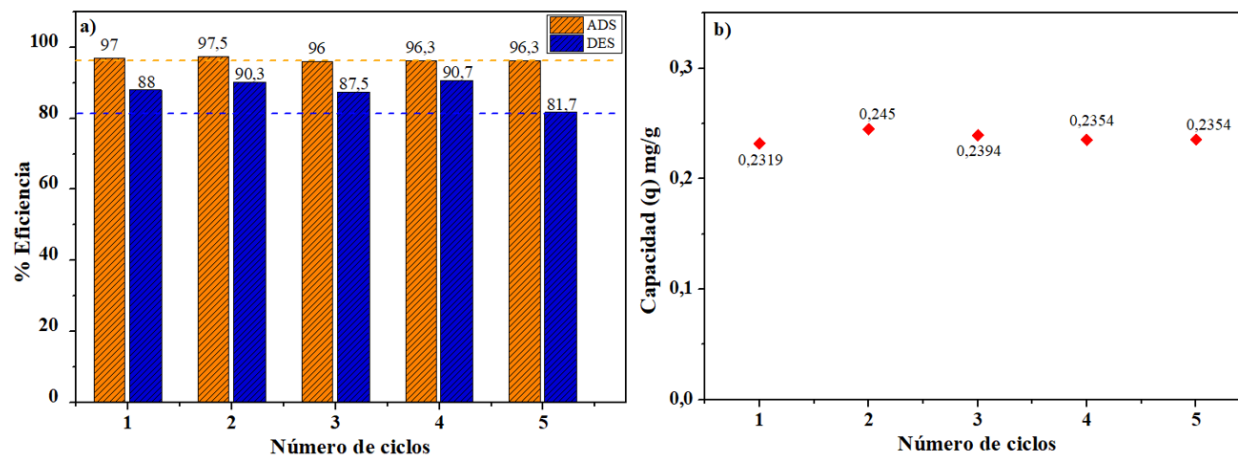 a)
ADS
DES
97
97,5
96
96,3
96,3
88
90,3
87,5
90,7
81,7
100
80
60
40
20
0
% Eficiencia
1 2 3 4 5
Número de ciclos
b)
0,3
0,2
0,1
0,0
Capacidad (q) mg/g
0,2319
0,245
0,2394
0,2354
0,2354
1 2 3 4 5
Número de ciclos